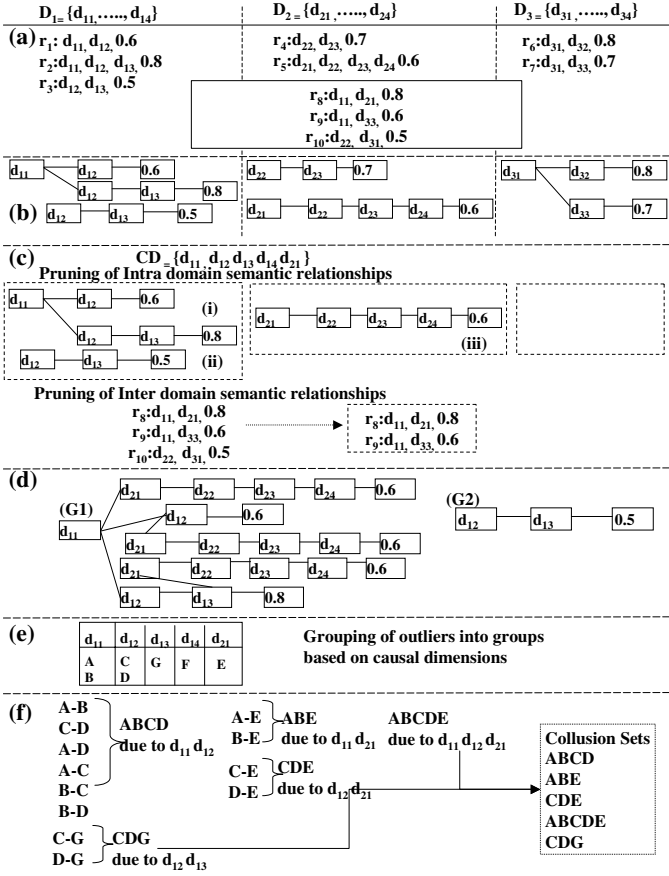 D1= {d11,.....,d14}
D2 = {d21 ,.....,d24}
D3 = {d31,.....,d34}
(a)
r1: d11, d12, 0.6
r2:d11, d12, d13, 0.8
r3:d12, d13, 0.5
r4:d22, d23, 0.7
r5:d21, d22, d23, d24 0.6
r6:d31, d32, 0.8
r7:d31, d33, 0.7
r8:d11, d21, 0.8
r9:d11, d33, 0.6
r10:d22, d31, 0.5
(b)
d11 d12 0.6
d12 d13 0.8
d12 d13 0.5
d22 d23 0.7
d21 d22 d23 d24 0.6
d31 d32 0.8
d33 0.7
(c)
CD = {d11, d12 d13 d14 d21 }
Pruning of Intra domain semantic relationships
d11 d12 0.6 (i)
d12 d13 0.8
d12 d13 0.5 (ii)
d21 d22 d23 d24 0.6
(iii)
Pruning of Inter domain semantic relationships
r8:d11, d21, 0.8
r9:d11, d33, 0.6
r10:d22, d31, 0.5
r8:d11, d21, 0.8
r9:d11, d33, 0.6
(d)
(G1)
d11
d21 d22 d23 d24 0.6
d12 0.6
d21 d22 d23 d24 0.6
d21 d22 d23 d24 0.6
d12 d13 0.8
(G2)
d12 d13 0.5
(e)
d11 d12 d13 d14 d21
A C G F E
B D
Grouping of outliers into groups
based on causal dimensions
(f)
A-B
C-D
A-D
A-C
B-C
B-D
ABCD
due to d11 d12
C-G
D-G
CDG
due to d12 d13
A-E
B-E
ABE
due to d11 d21
C-E
D-E
CDE
due to d12 d21
ABCDE
due to d11 d12 d21
Collusion Sets
ABCD
ABE
CDE
ABCDE
CDG